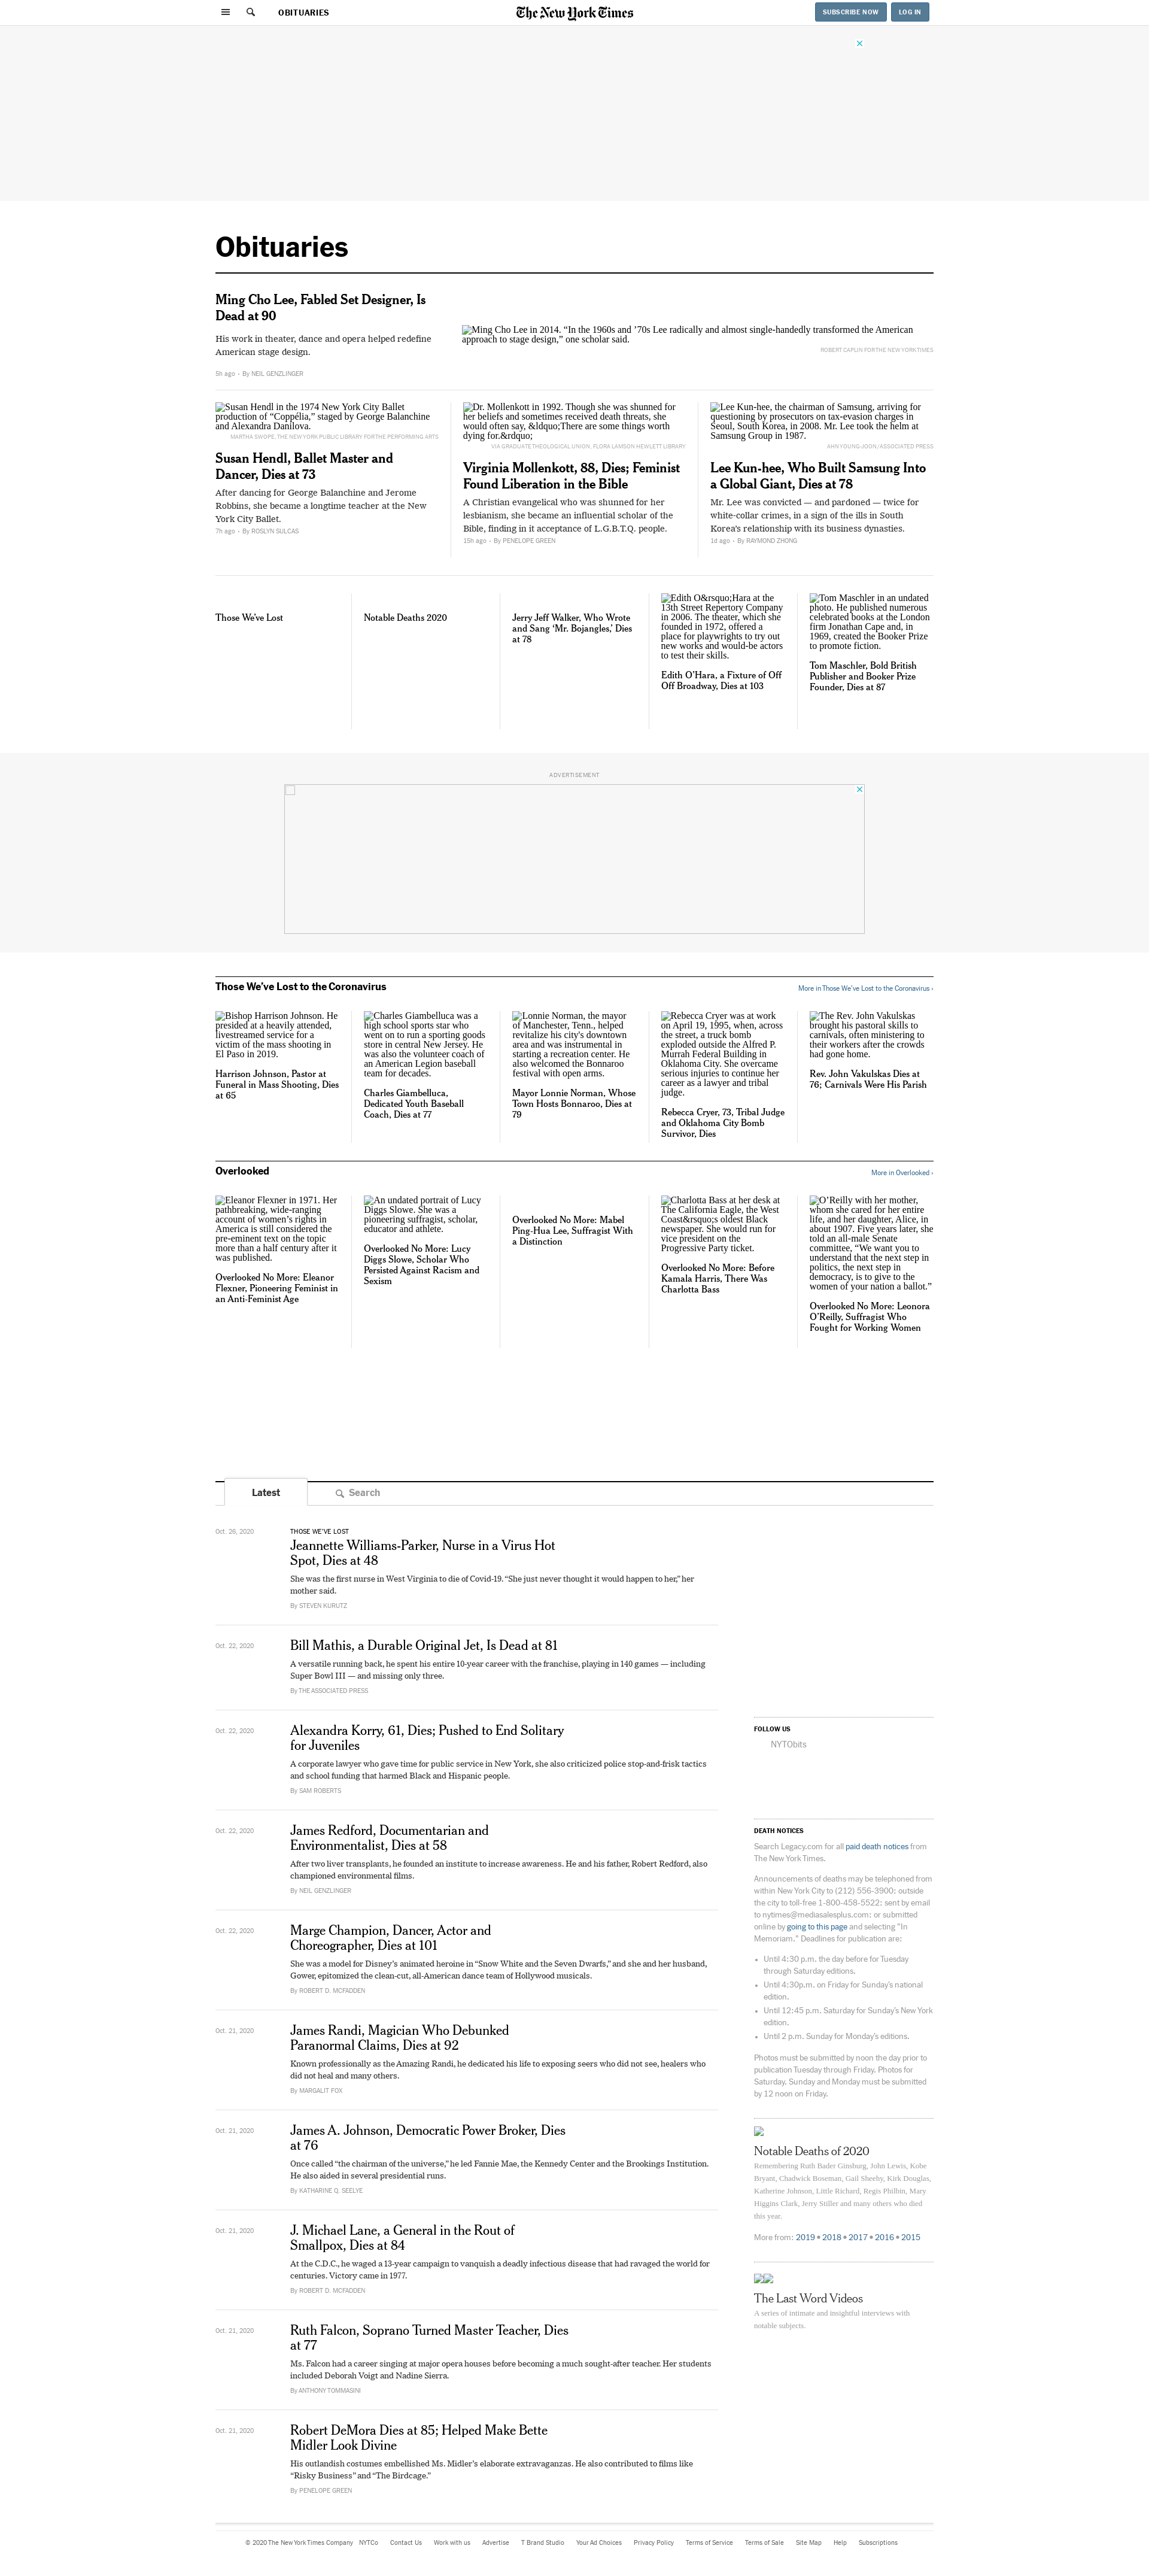 OBITUARIES
The New York Times
SUBSCRIBE NOW
LOG IN
Obituaries
Ming Cho Lee, Fabled Set Designer, Is
Dead at 90
His work in theater, dance and opera helped redefine
American stage design.
5h ago • By NEIL GENZLINGER
Ming Cho Lee in 2014. “In the 1960s and ’70s Lee radically and almost single-handedly transformed the American
approach to stage design,” one scholar said.
ROBERT CAPLIN FOR THE NEW YORK TIMES
Susan Hendl in the 1974 New York City Ballet
production of “Coppélia,” staged by George Balanchine
and Alexandra Danilova.
MARTHA SWOPE, THE NEW YORK PUBLIC LIBRARY FOR THE PERFORMING ARTS
Susan Hendl, Ballet Master and
Dancer, Dies at 73
After dancing for George Balanchine and Jerome
Robbins, she became a longtime teacher at the New
York City Ballet.
7h ago • By ROSLYN SULCAS
Dr. Mollenkott in 1992. Though she was shunned for
her beliefs and sometimes received death threats, she
would often say, &ldquo;There are some things worth
dying for.&rdquo;
VIA GRADUATE THEOLOGICAL UNION, FLORA LAMSON HEWLETT LIBRARY
Virginia Mollenkott, 88, Dies; Feminist
Found Liberation in the Bible
A Christian evangelical who was shunned for her
lesbianism, she became an influential scholar of the
Bible, finding in it acceptance of L.G.B.T.Q. people.
15h ago • By PENELOPE GREEN
Lee Kun-hee, the chairman of Samsung, arriving for
questioning by prosecutors on tax-evasion charges in
Seoul, South Korea, in 2008. Mr. Lee took the helm at
Samsung Group in 1987.
AHN YOUNG-JOON/ASSOCIATED PRESS
Lee Kun-hee, Who Built Samsung Into
a Global Giant, Dies at 78
Mr. Lee was convicted — and pardoned — twice for
white-collar crimes, in a sign of the ills in South
Korea’s relationship with its business dynasties.
1d ago • By RAYMOND ZHONG
Those We’ve Lost
Notable Deaths 2020
Jerry Jeff Walker, Who Wrote
and Sang ‘Mr. Bojangles,’ Dies
at 78
Edith O&rsquo;Hara at the
13th Street Repertory Company
in 2006. The theater, which she
founded in 1972, offered a
place for playwrights to try out
new works and would-be actors
to test their skills.
Edith O’Hara, a Fixture of Off
Off Broadway, Dies at 103
Tom Maschler in an undated
photo. He published numerous
celebrated books at the London
firm Jonathan Cape and, in
1969, created the Booker Prize
to promote fiction.
Tom Maschler, Bold British
Publisher and Booker Prize
Founder, Dies at 87
ADVERTISEMENT
Those We’ve Lost to the Coronavirus
More in Those We’ve Lost to the Coronavirus ›
Bishop Harrison Johnson. He
presided at a heavily attended,
livestreamed service for a
victim of the mass shooting in
El Paso in 2019.
Harrison Johnson, Pastor at
Funeral in Mass Shooting, Dies
at 65
Charles Giambelluca was a
high school sports star who
went on to run a sporting goods
store in central New Jersey. He
was also the volunteer coach of
an American Legion baseball
team for decades.
Charles Giambelluca,
Dedicated Youth Baseball
Coach, Dies at 77
Lonnie Norman, the mayor
of Manchester, Tenn., helped
revitalize his city's downtown
area and was instrumental in
starting a recreation center. He
also welcomed the Bonnaroo
festival with open arms.
Mayor Lonnie Norman, Whose
Town Hosts Bonnaroo, Dies at
79
Rebecca Cryer was at work
on April 19, 1995, when, across
the street, a truck bomb
exploded outside the Alfred P.
Murrah Federal Building in
Oklahoma City. She overcame
serious injuries to continue her
career as a lawyer and tribal
judge.
Rebecca Cryer, 73, Tribal Judge
and Oklahoma City Bomb
Survivor, Dies
The Rev. John Vakulskas
brought his pastoral skills to
carnivals, often ministering to
their workers after the crowds
had gone home.
Rev. John Vakulskas Dies at
76; Carnivals Were His Parish
Overlooked
More in Overlooked ›
Eleanor Flexner in 1971. Her
pathbreaking, wide-ranging
account of women’s rights in
America is still considered the
pre-eminent text on the topic
more than a half century after it
was published.
Overlooked No More: Eleanor
Flexner, Pioneering Feminist in
an Anti-Feminist Age
An undated portrait of Lucy
Diggs Slowe. She was a
pioneering suffragist, scholar,
educator and athlete.
Overlooked No More: Lucy
Diggs Slowe, Scholar Who
Persisted Against Racism and
Sexism
Overlooked No More: Mabel
Ping-Hua Lee, Suffragist With
a Distinction
Charlotta Bass at her desk at
The California Eagle, the West
Coast&rsquo;s oldest Black
newspaper. She would run for
vice president on the
Progressive Party ticket.
Overlooked No More: Before
Kamala Harris, There Was
Charlotta Bass
O’Reilly with her mother,
whom she cared for her entire
life, and her daughter, Alice, in
about 1907. Five years later, she
told an all-male Senate
committee, “We want you to
understand that the next step in
politics, the next step in
democracy, is to give to the
women of your nation a ballot.”
Overlooked No More: Leonora
O’Reilly, Suffragist Who
Fought for Working Women
Latest
Search
Oct. 26, 2020
THOSE WE’VE LOST
Jeannette Williams-Parker, Nurse in a Virus Hot
Spot, Dies at 48
She was the first nurse in West Virginia to die of Covid-19. “She just never thought it would happen to her,” her
mother said.
By STEVEN KURUTZ
Oct. 22, 2020
Bill Mathis, a Durable Original Jet, Is Dead at 81
A versatile running back, he spent his entire 10-year career with the franchise, playing in 140 games — including
Super Bowl III — and missing only three.
By THE ASSOCIATED PRESS
Oct. 22, 2020
Alexandra Korry, 61, Dies; Pushed to End Solitary
for Juveniles
A corporate lawyer who gave time for public service in New York, she also criticized police stop-and-frisk tactics
and school funding that harmed Black and Hispanic people.
By SAM ROBERTS
Oct. 22, 2020
James Redford, Documentarian and
Environmentalist, Dies at 58
After two liver transplants, he founded an institute to increase awareness. He and his father, Robert Redford, also
championed environmental films.
By NEIL GENZLINGER
Oct. 22, 2020
Marge Champion, Dancer, Actor and
Choreographer, Dies at 101
She was a model for Disney’s animated heroine in “Snow White and the Seven Dwarfs,” and she and her husband,
Gower, epitomized the clean-cut, all-American dance team of Hollywood musicals.
By ROBERT D. MCFADDEN
Oct. 21, 2020
James Randi, Magician Who Debunked
Paranormal Claims, Dies at 92
Known professionally as the Amazing Randi, he dedicated his life to exposing seers who did not see, healers who
did not heal and many others.
By MARGALIT FOX
Oct. 21, 2020
James A. Johnson, Democratic Power Broker, Dies
at 76
Once called “the chairman of the universe,” he led Fannie Mae, the Kennedy Center and the Brookings Institution.
He also aided in several presidential runs.
By KATHARINE Q. SEELYE
Oct. 21, 2020
J. Michael Lane, a General in the Rout of
Smallpox, Dies at 84
At the C.D.C., he waged a 13-year campaign to vanquish a deadly infectious disease that had ravaged the world for
centuries. Victory came in 1977.
By ROBERT D. MCFADDEN
Oct. 21, 2020
Ruth Falcon, Soprano Turned Master Teacher, Dies
at 77
Ms. Falcon had a career singing at major opera houses before becoming a much sought-after teacher. Her students
included Deborah Voigt and Nadine Sierra.
By ANTHONY TOMMASINI
Oct. 21, 2020
Robert DeMora Dies at 85; Helped Make Bette
Midler Look Divine
His outlandish costumes embellished Ms. Midler’s elaborate extravaganzas. He also contributed to films like
“Risky Business” and “The Birdcage.”
By PENELOPE GREEN
FOLLOW US
NYTObits
DEATH NOTICES
Search Legacy.com for all paid death notices from
The New York Times.
Announcements of deaths may be telephoned from
within New York City to (212) 556-3900; outside
the city to toll-free 1-800-458-5522; sent by email
to nytimes@mediasalesplus.com; or submitted
online by going to this page and selecting “In
Memoriam.” Deadlines for publication are:
• Until 4:30 p.m. the day before for Tuesday
through Saturday editions.
• Until 4:30p.m. on Friday for Sunday’s national
edition.
• Until 12:45 p.m. Saturday for Sunday’s New York
edition.
• Until 2 p.m. Sunday for Monday’s editions.
Photos must be submitted by noon the day prior to
publication Tuesday through Friday. Photos for
Saturday, Sunday and Monday must be submitted
by 12 noon on Friday.
Notable Deaths of 2020
Remembering Ruth Bader Ginsburg, John Lewis, Kobe
Bryant, Chadwick Boseman, Gail Sheehy, Kirk Douglas,
Katherine Johnson, Little Richard, Regis Philbin, Mary
Higgins Clark, Jerry Stiller and many others who died
this year.
More from: 2019 • 2018 • 2017 • 2016 • 2015
The Last Word Videos
A series of intimate and insightful interviews with
notable subjects.
© 2020 The New York Times Company NYTCo Contact Us Work with us Advertise T Brand Studio Your Ad Choices Privacy Policy Terms of Service Terms of Sale Site Map Help Subscriptions